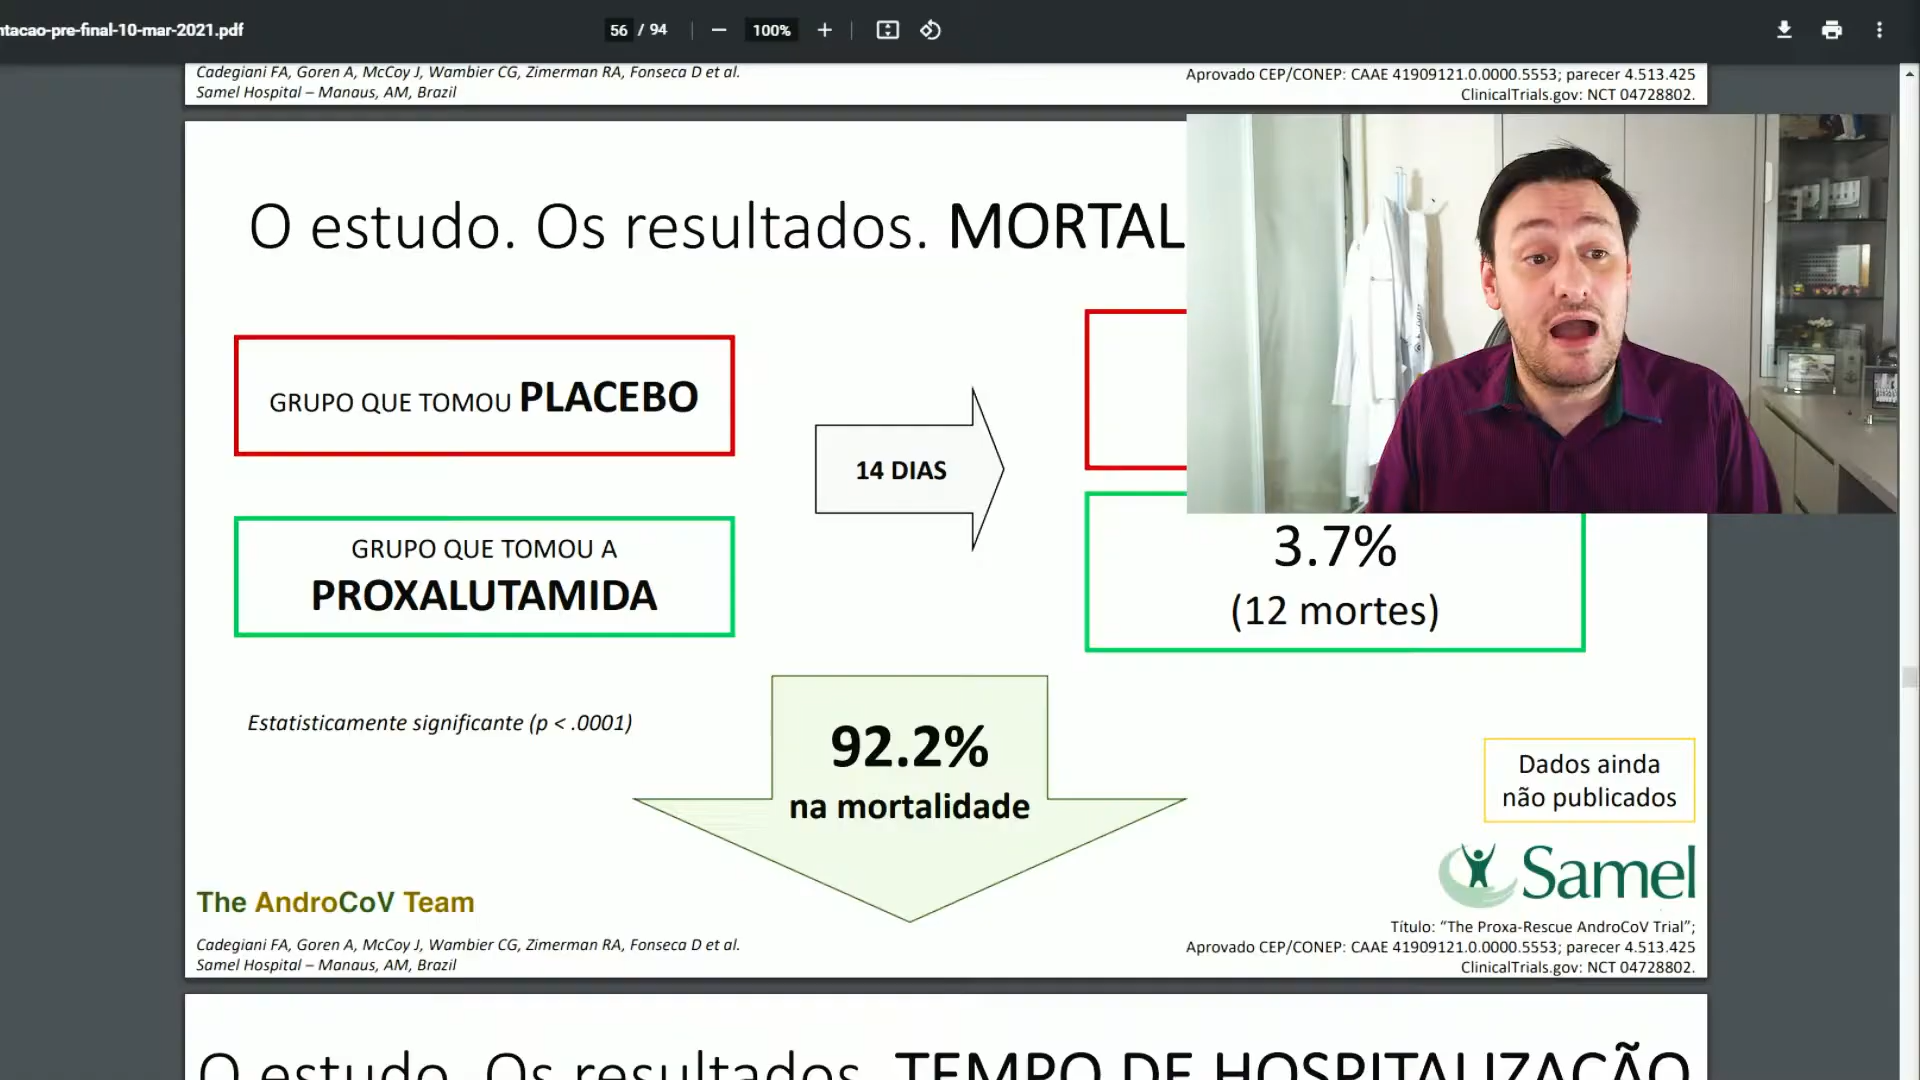 ntacao-pre-final-10-mar-2021.pdf
56 / 94
100%
Cadegiani FA, Goren A, McCoy J, Wambier CG, Zimerman RA, Fonseca D et al.
Samel Hospital – Manaus, AM, Brazil
Aprovado CEP/CONEP: CAAE 41909121.0.0000.5553; parecer 4.513.425
ClinicalTrials.gov: NCT 04728802.
O estudo. Os resultados. MORTAL
GRUPO QUE TOMOU PLACEBO
14 DIAS
GRUPO QUE TOMOU A
PROXALUTAMIDA
3.7%
(12 mortes)
Estatisticamente significante (p < .0001)
92.2%
na mortalidade
Dados ainda
não publicados
Samel
The AndroCoV Team
Cadegiani FA, Goren A, McCoy J, Wambier CG, Zimerman RA, Fonseca D et al.
Samel Hospital – Manaus, AM, Brazil
Título: “The Proxa-Rescue AndroCoV Trial”;
Aprovado CEP/CONEP: CAAE 41909121.0.0000.5553; parecer 4.513.425
ClinicalTrials.gov: NCT 04728802.
O estudo. Os resultados. TEMPO DE HOSPITALIZAÇÃO